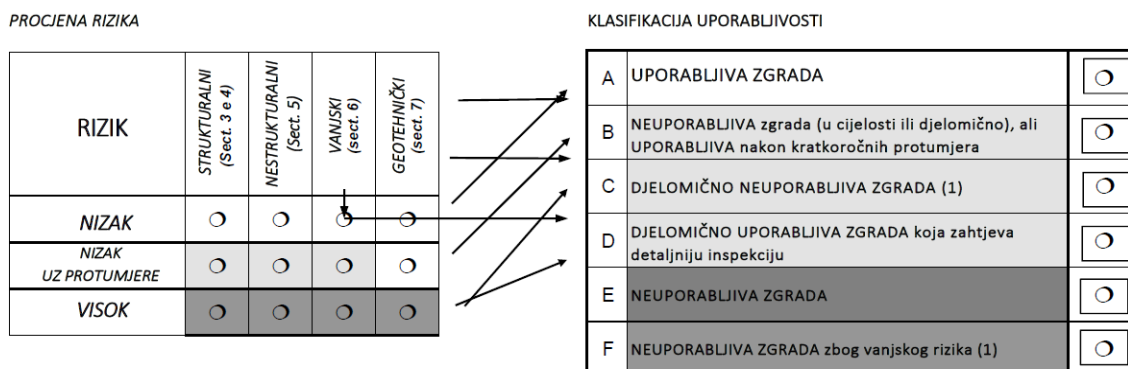 PROCJENA RIZIKA
KLASIFIKACIJA UPORABLJIVOSTI
RIZIK
STRUKTURALNI
(Sect. 3 e 4)
NESTRUKTURALNI
(Sect. 5)
VANJSKI
(sect. 6)
GEOTEHNIČKI
(sect. 7)
NIZAK
NIZAK
UZ PROTUMJERE
VISOK
A UPORABLJIVA ZGRADA
B NEUPORABLJIVA zgrada (u cijelosti ili djelomično), ali
UPORABLJIVA nakon kratkoročnih protumjera
C DJELOMIČNO NEUPORABLJIVA ZGRADA (1)
D DJELOMIČNO UPORABLJIVA ZGRADA koja zahtjeva
detaljniju inspekciju
E NEUPORABLJIVA ZGRADA
F NEUPORABLJIVA ZGRADA zbog vanjskog rizika (1)